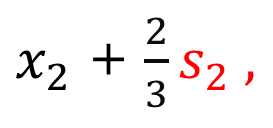 x₂ + 2/3 s₂ ,